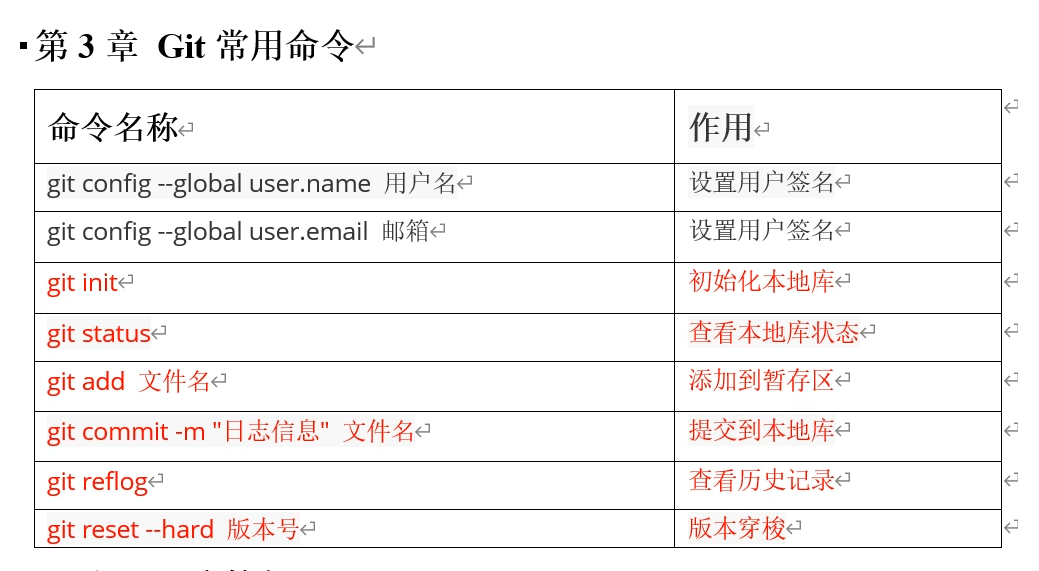 第 3 章 Git 常用命令
命令名称 作用
git config --global user.name 用户名 设置用户签名
git config --global user.email 邮箱 设置用户签名
git init 初始化本地库
git status 查看本地库状态
git add 文件名 添加到暂存区
git commit -m "日志信息" 文件名 提交到本地库
git reflog 查看历史记录
git reset --hard 版本号 版本穿梭